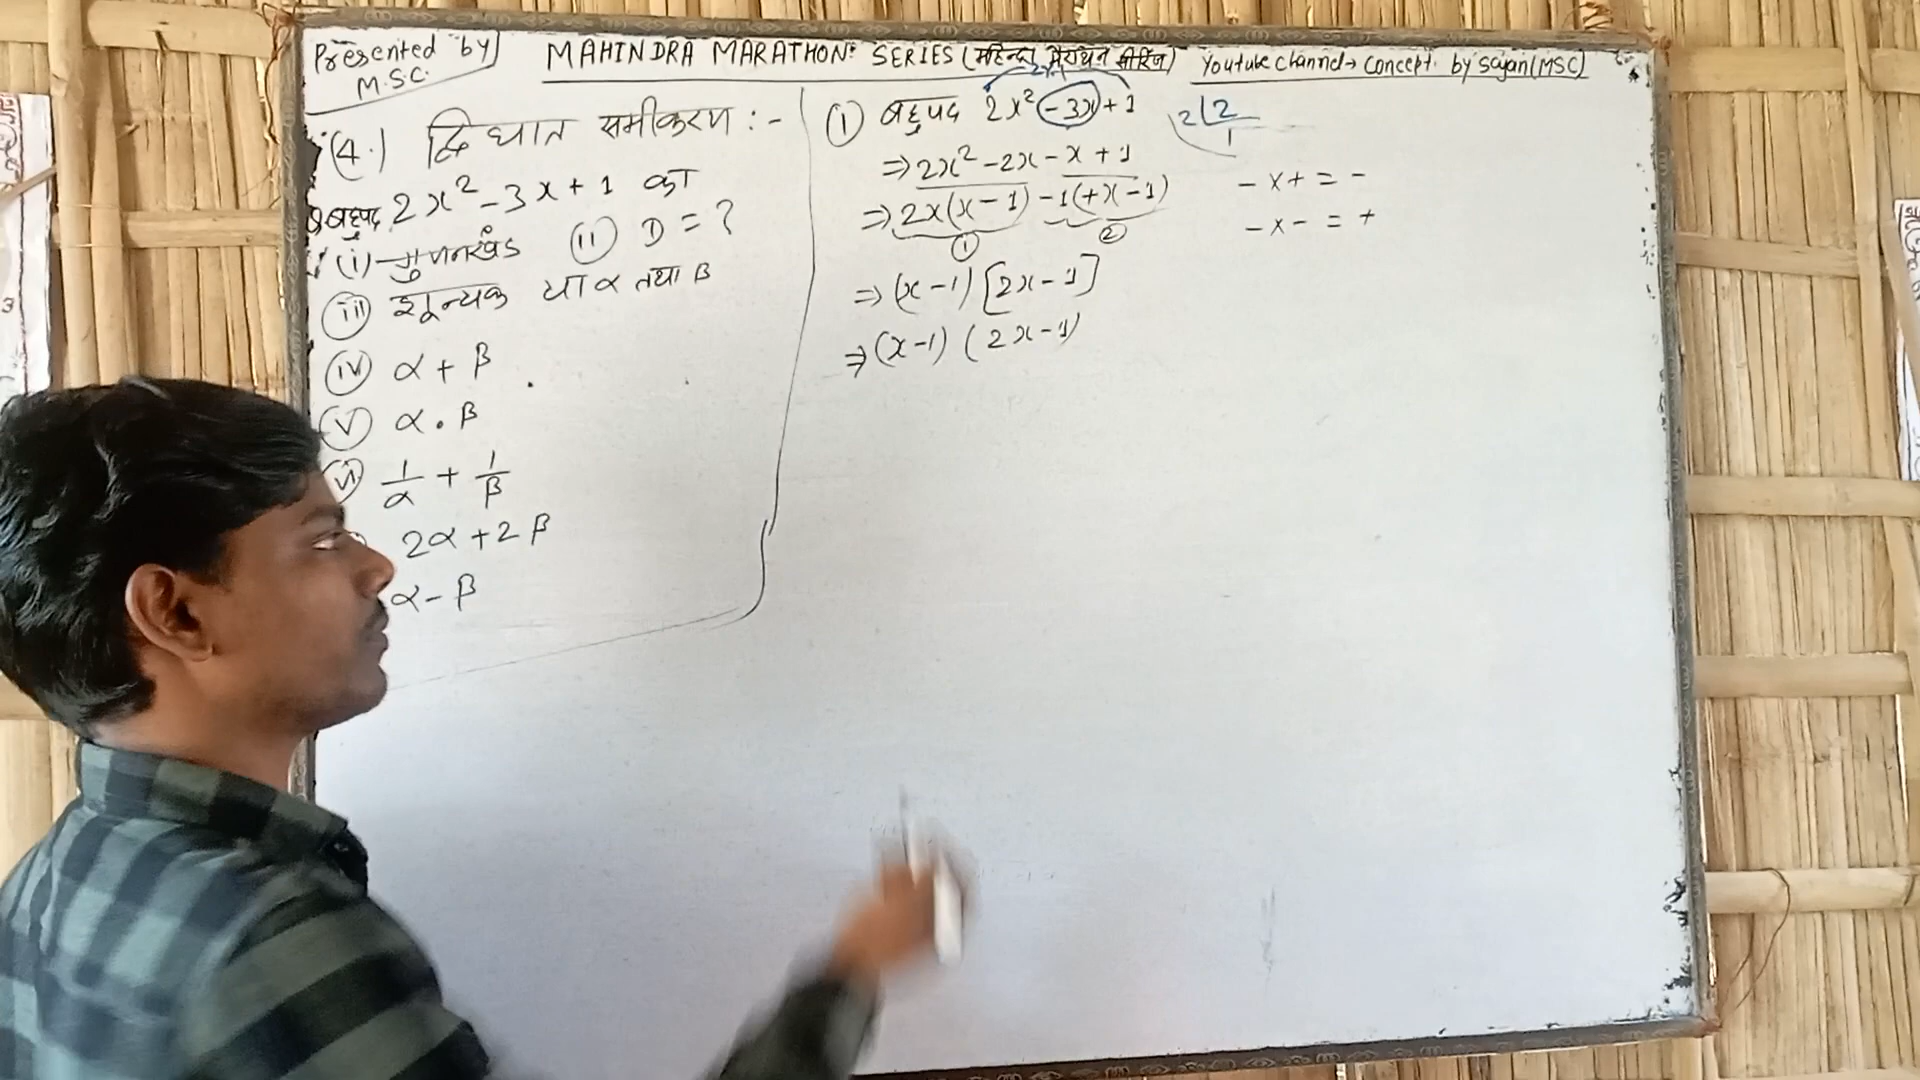 Presented by
M.S.C.
MAHINDRA MARATHON: SERIES (महिन्द्रा मैराथन सीरिज)
Youtube channel → concept. by Sajan (MSC)
(4.) द्विघात समीकरण :-
बहुपद 2x² - 3x + 1 का
(i) गुणनखंड (ii) D = ?
(iii) शून्यक या α तथा β
(iv) α + β
(v) α . β
(vi) 1/α + 1/β
2α + 2β
α - β
(i) बहुपद 2x² - 3x + 1
⇒ 2x² - 2x - x + 1
⇒ 2x(x - 1) - 1(+x - 1)
① ②
⇒ (x - 1) [2x - 1]
⇒ (x - 1) (2x - 1)
2 | 2
1
- x + = -
- x - = +